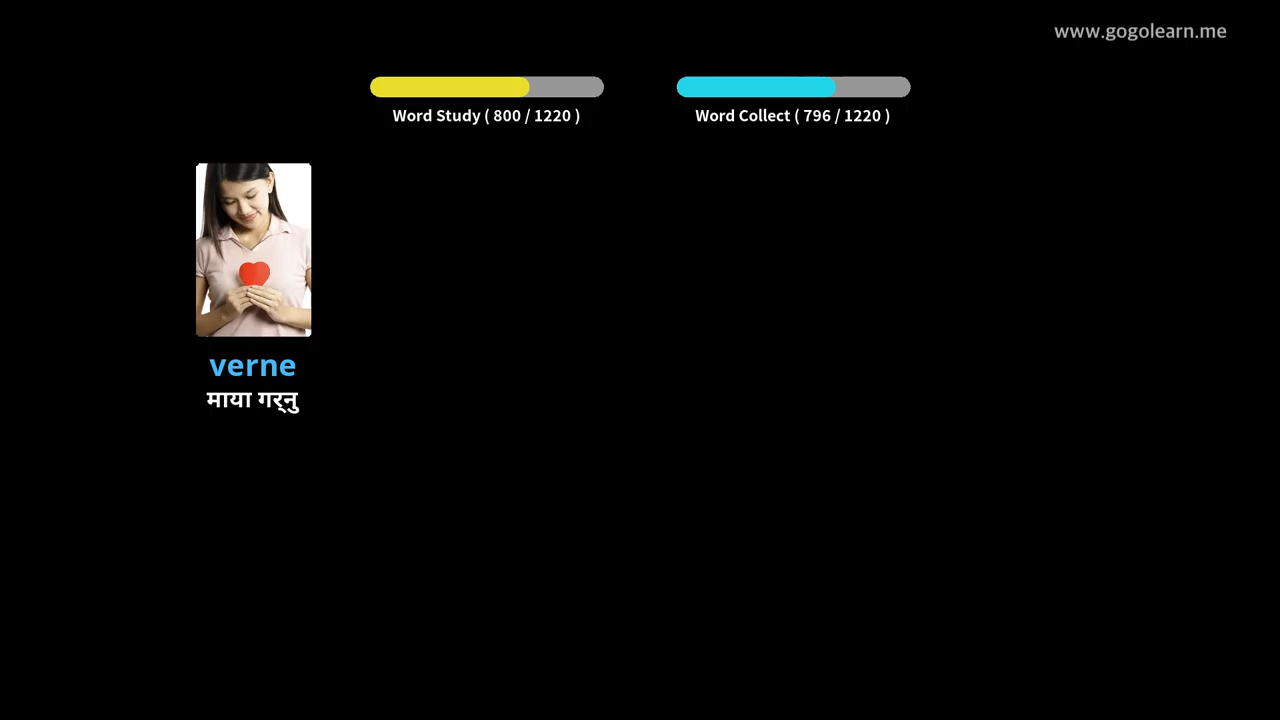 www.gogolearn.me
Word Study ( 800 / 1220 )
Word Collect ( 796 / 1220 )
verne
माया गर्‍नु